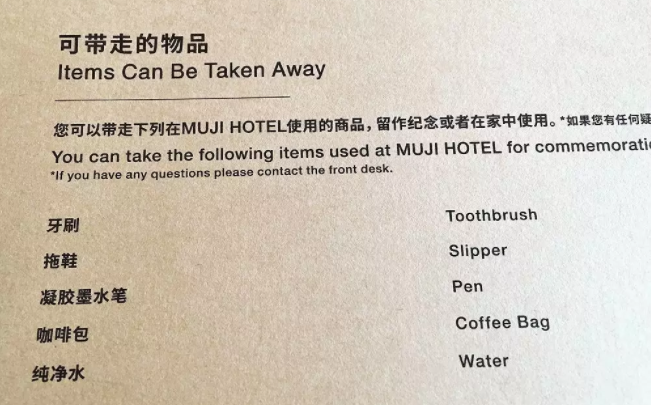 可带走的物品
Items Can Be Taken Away
您可以带走下列在MUJI HOTEL使用的商品，留作纪念或者在家中使用。*如果您有任何疑
You can take the following items used at MUJI HOTEL for
*If you have any questions please contact the front desk.
牙刷 Toothbrush
拖鞋 Slipper
凝胶墨水笔 Pen
咖啡包 Coffee Bag
纯净水 Water